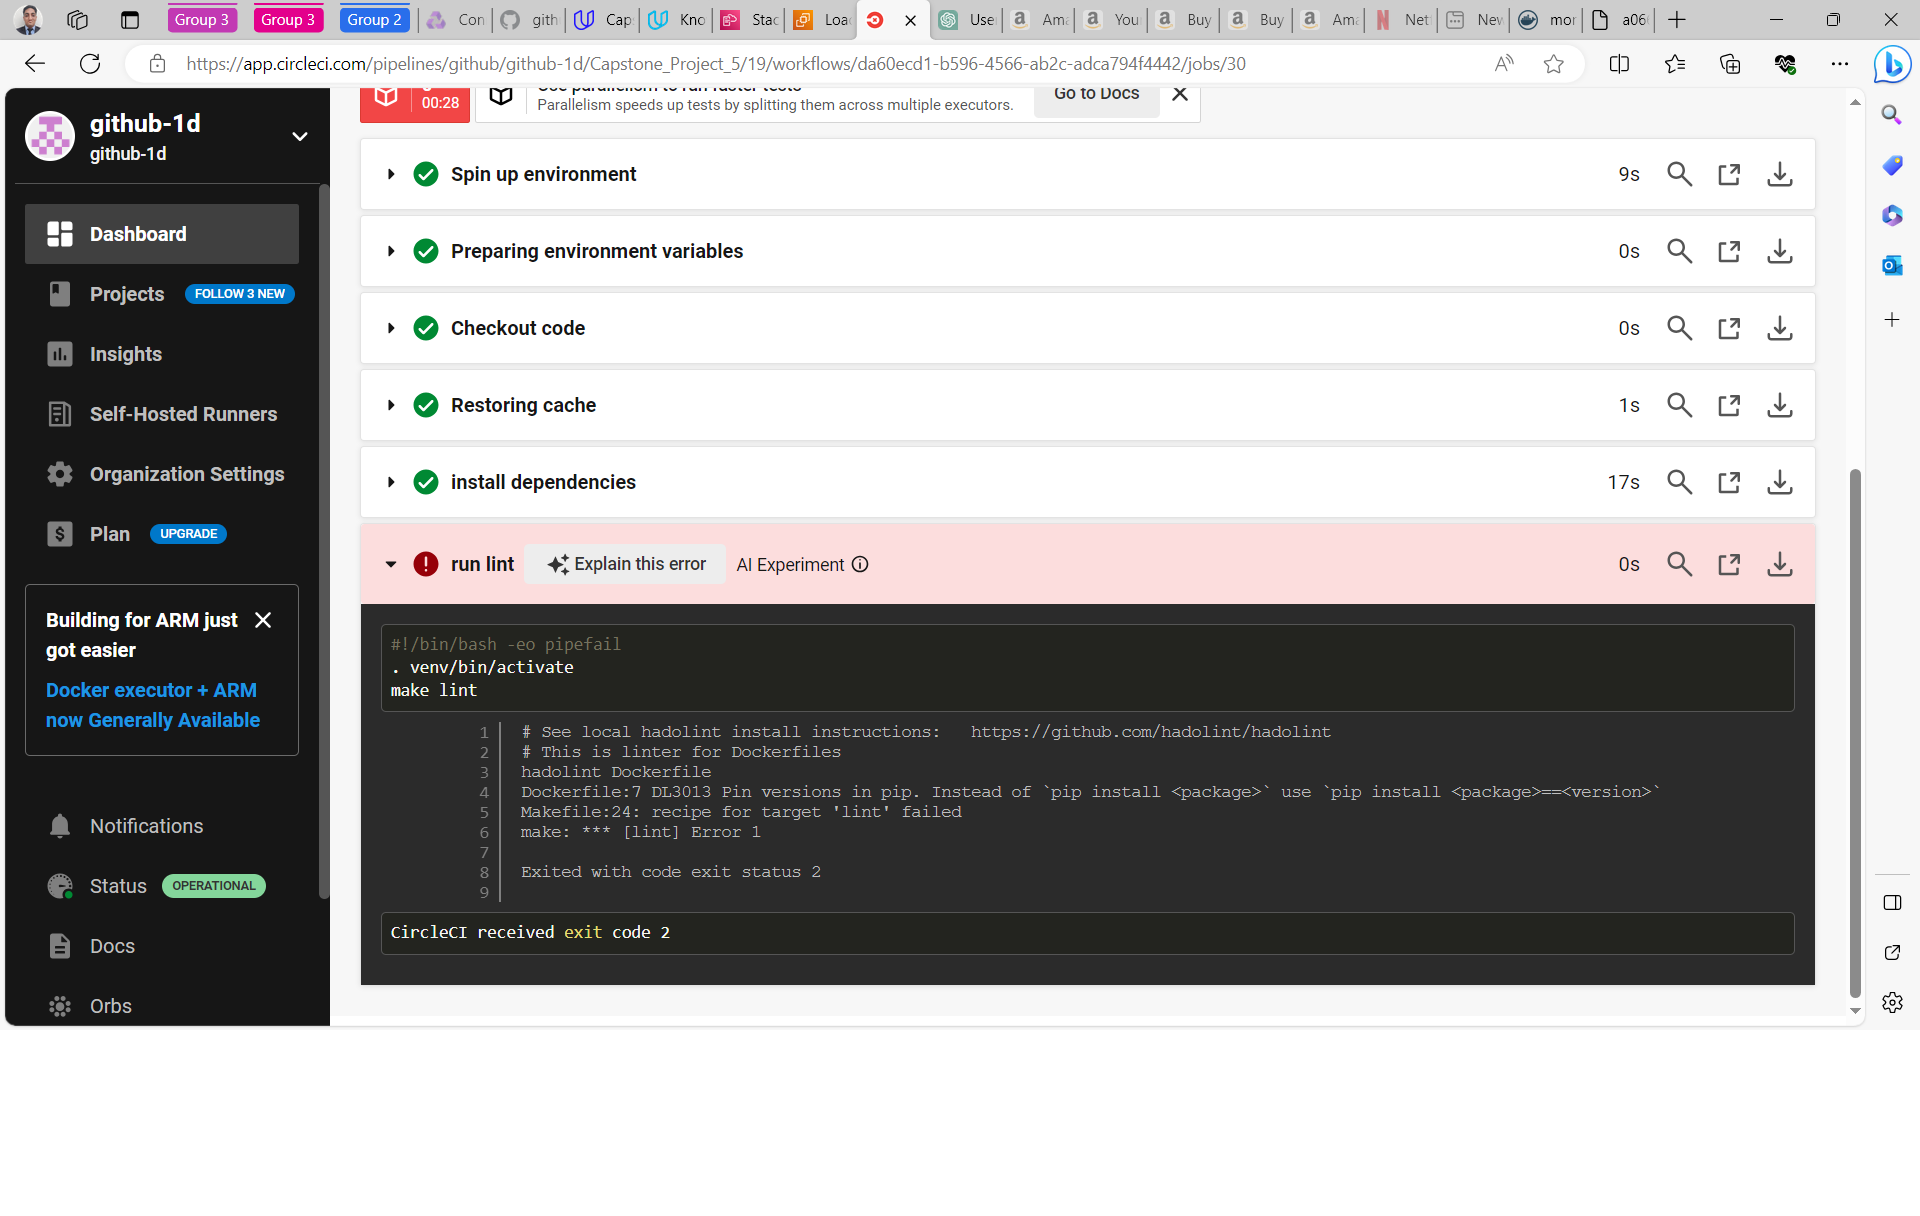 Group 3
Group 3
Group 2
Con
gith
Cap
Kno
Stac
Loa
Use
Ama
You
Buy
Buy
Ama
Net
New
mor
a06
https://app.circleci.com/pipelines/github/github-1d/Capstone_Project_5/19/workflows/da60ecd1-b596-4566-ab2c-adca794f4442/jobs/30
github-1d
github-1d
Dashboard
Projects FOLLOW 3 NEW
Insights
Self-Hosted Runners
Organization Settings
Plan UPGRADE
Building for ARM just
got easier
Docker executor + ARM
now Generally Available
Notifications
Status OPERATIONAL
Docs
Orbs
00:28
Use parallelism to run faster tests
Parallelism speeds up tests by splitting them across multiple executors.
Go to Docs
Spin up environment 9s
Preparing environment variables 0s
Checkout code 0s
Restoring cache 1s
install dependencies 17s
run lint Explain this error AI Experiment 0s
#!/bin/bash -eo pipefail
. venv/bin/activate
make lint
1 # See local hadolint install instructions:   https://github.com/hadolint/hadolint
2 # This is linter for Dockerfiles
3 hadolint Dockerfile
4 Dockerfile:7 DL3013 Pin versions in pip. Instead of `pip install <package>` use `pip install <package>==<version>`
5 Makefile:24: recipe for target 'lint' failed
6 make: *** [lint] Error 1
7
8 Exited with code exit status 2
9
CircleCI received exit code 2